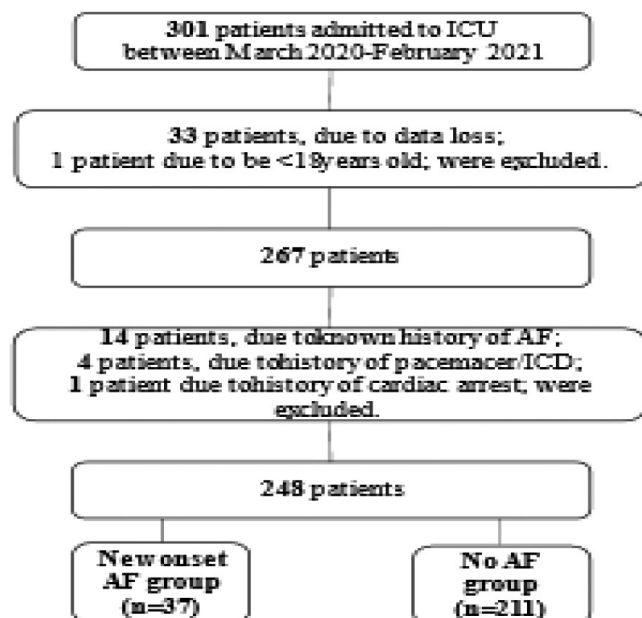 301 patients admitted to ICU
between March 2020-February 2021
33 patients, due to data loss;
1 patient due to be <18years old; were excluded.
267 patients
14 patients, due toknown history of AF;
4 patients, due tohistory of pacemacer/ICD;
1 patient due tohistory of cardiac arrest; were
excluded.
248 patients
New onset
AF group
(n=37)
No AF
group
(n=211)